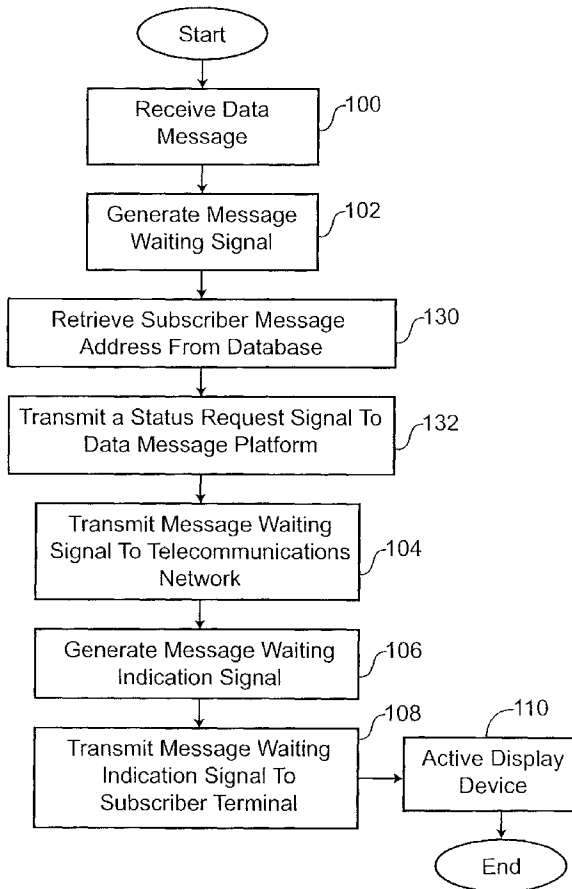 Start
Receive Data
Message
100
Generate Message
Waiting Signal
102
Retrieve Subscriber Message
Address From Database
130
Transmit a Status Request Signal To
Data Message Platform
132
Transmit Message Waiting
Signal To Telecommunications
Network
104
Generate Message Waiting
Indication Signal
106
Transmit Message Waiting
Indication Signal To
Subscriber Terminal
108
Active Display
Device
110
End